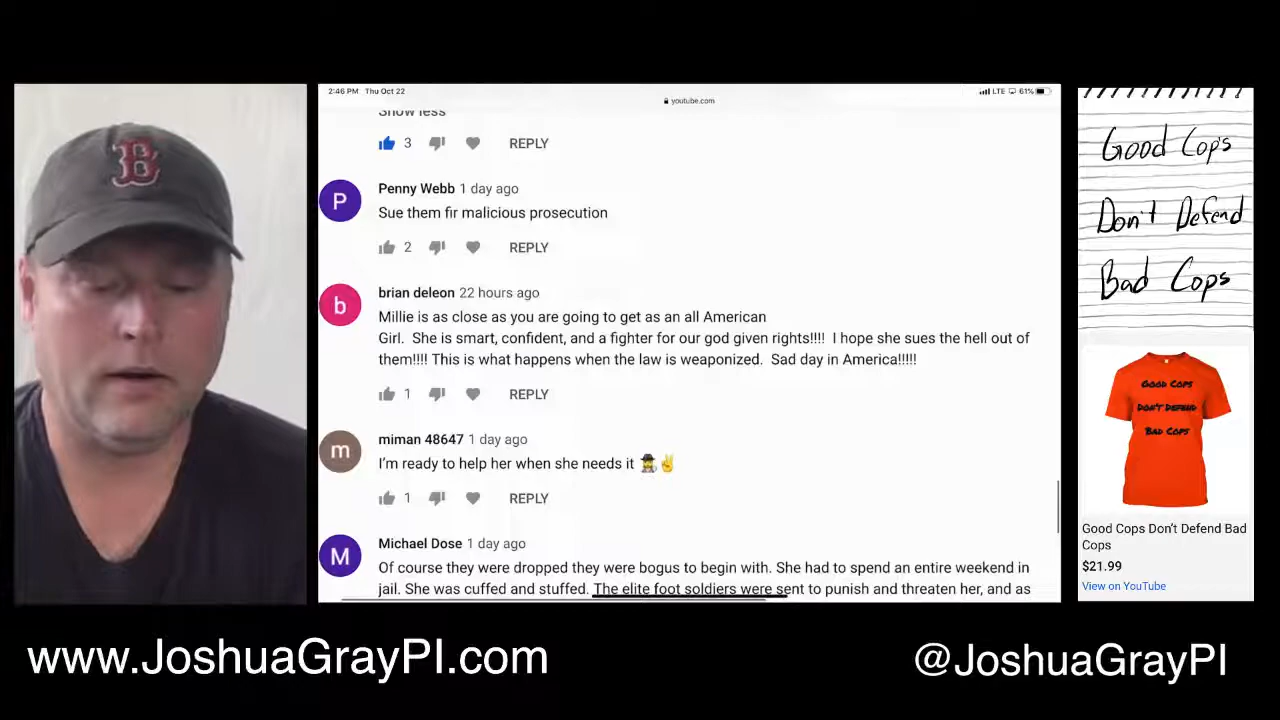 B
2:46 PM Thu Oct 22
LTE 61%
youtube.com
Show less
3 REPLY
P
Penny Webb 1 day ago
Sue them fir malicious prosecution
2 REPLY
b
brian deleon 22 hours ago
Millie is as close as you are going to get as an all American
Girl. She is smart, confident, and a fighter for our god given rights!!!! I hope she sues the hell out of
them!!!! This is what happens when the law is weaponized. Sad day in America!!!!!
1 REPLY
m
miman 48647 1 day ago
I'm ready to help her when she needs it 🕵️✌️
1 REPLY
M
Michael Dose 1 day ago
Of course they were dropped they were bogus to begin with. She had to spend an entire weekend in
jail. She was cuffed and stuffed. The elite foot soldiers were sent to punish and threaten her, and as
Good Cops
Don't Defend
Bad Cops
GOOD COPS
DON'T DEFEND
BAD COPS
Good Cops Don't Defend Bad
Cops
$21.99
View on YouTube
www.JoshuaGrayPI.com
@JoshuaGrayPI